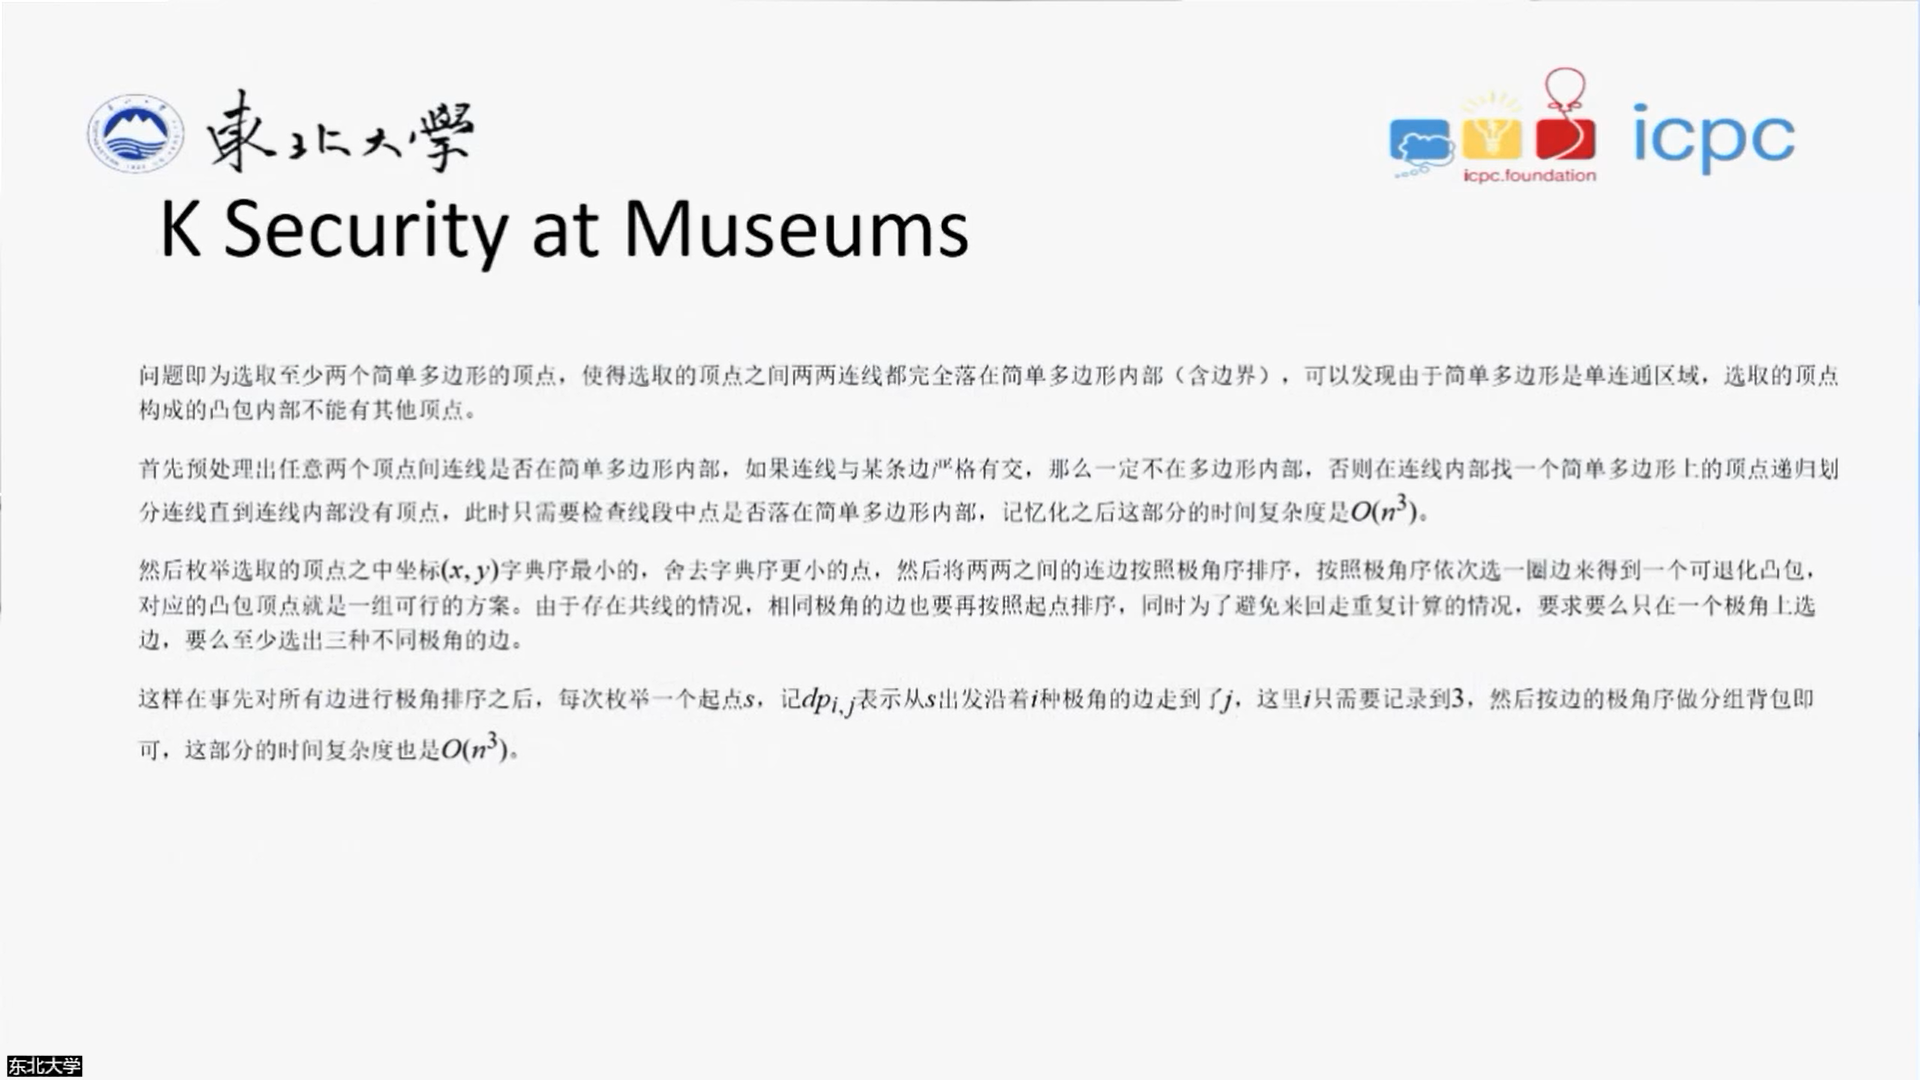 東北大學
icpc.foundation
icpc
K Security at Museums
问题即为选取至少两个简单多边形的顶点，使得选取的顶点之间两两连线都完全落在简单多边形内部（含边界），可以发现由于简单多边形是单连通区域，选取的顶点
构成的凸包内部不能有其他顶点。
首先预处理出任意两个顶点间连线是否在简单多边形内部，如果连线与某条边严格有交，那么一定不在多边形内部，否则在连线内部找一个简单多边形上的顶点递归划
分连线直到连线内部没有顶点，此时只需要检查线段中点是否落在简单多边形内部，记忆化之后这部分的时间复杂度是O(n³)。
然后枚举选取的顶点之中坐标(x, y)字典序最小的，舍去字典序更小的点，然后将两两之间的连边按照极角序排序，按照极角序依次选一圈边来得到一个可退化凸包，
对应的凸包顶点就是一组可行的方案。由于存在共线的情况，相同极角的边也要再按照起点排序，同时为了避免来回走重复计算的情况，要求要么只在一个极角上选
边，要么至少选出三种不同极角的边。
这样在事先对所有边进行极角排序之后，每次枚举一个起点s，记dp_{i,j}表示从s出发沿着i种极角的边走到了j，这里i只需要记录到3，然后按边的极角序做分组背包即
可，这部分的时间复杂度也是O(n³)。
东北大学